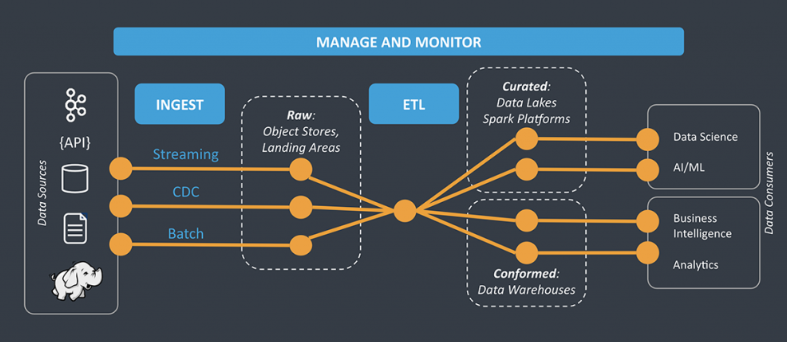 MANAGE AND MONITOR
INGEST
ETL
Data Sources
{API}
Streaming
CDC
Batch
Raw:
Object Stores,
Landing Areas
Curated:
Data Lakes
Spark Platforms
Conformed:
Data Warehouses
Data Science
AI/ML
Business
Intelligence
Analytics
Data Consumers